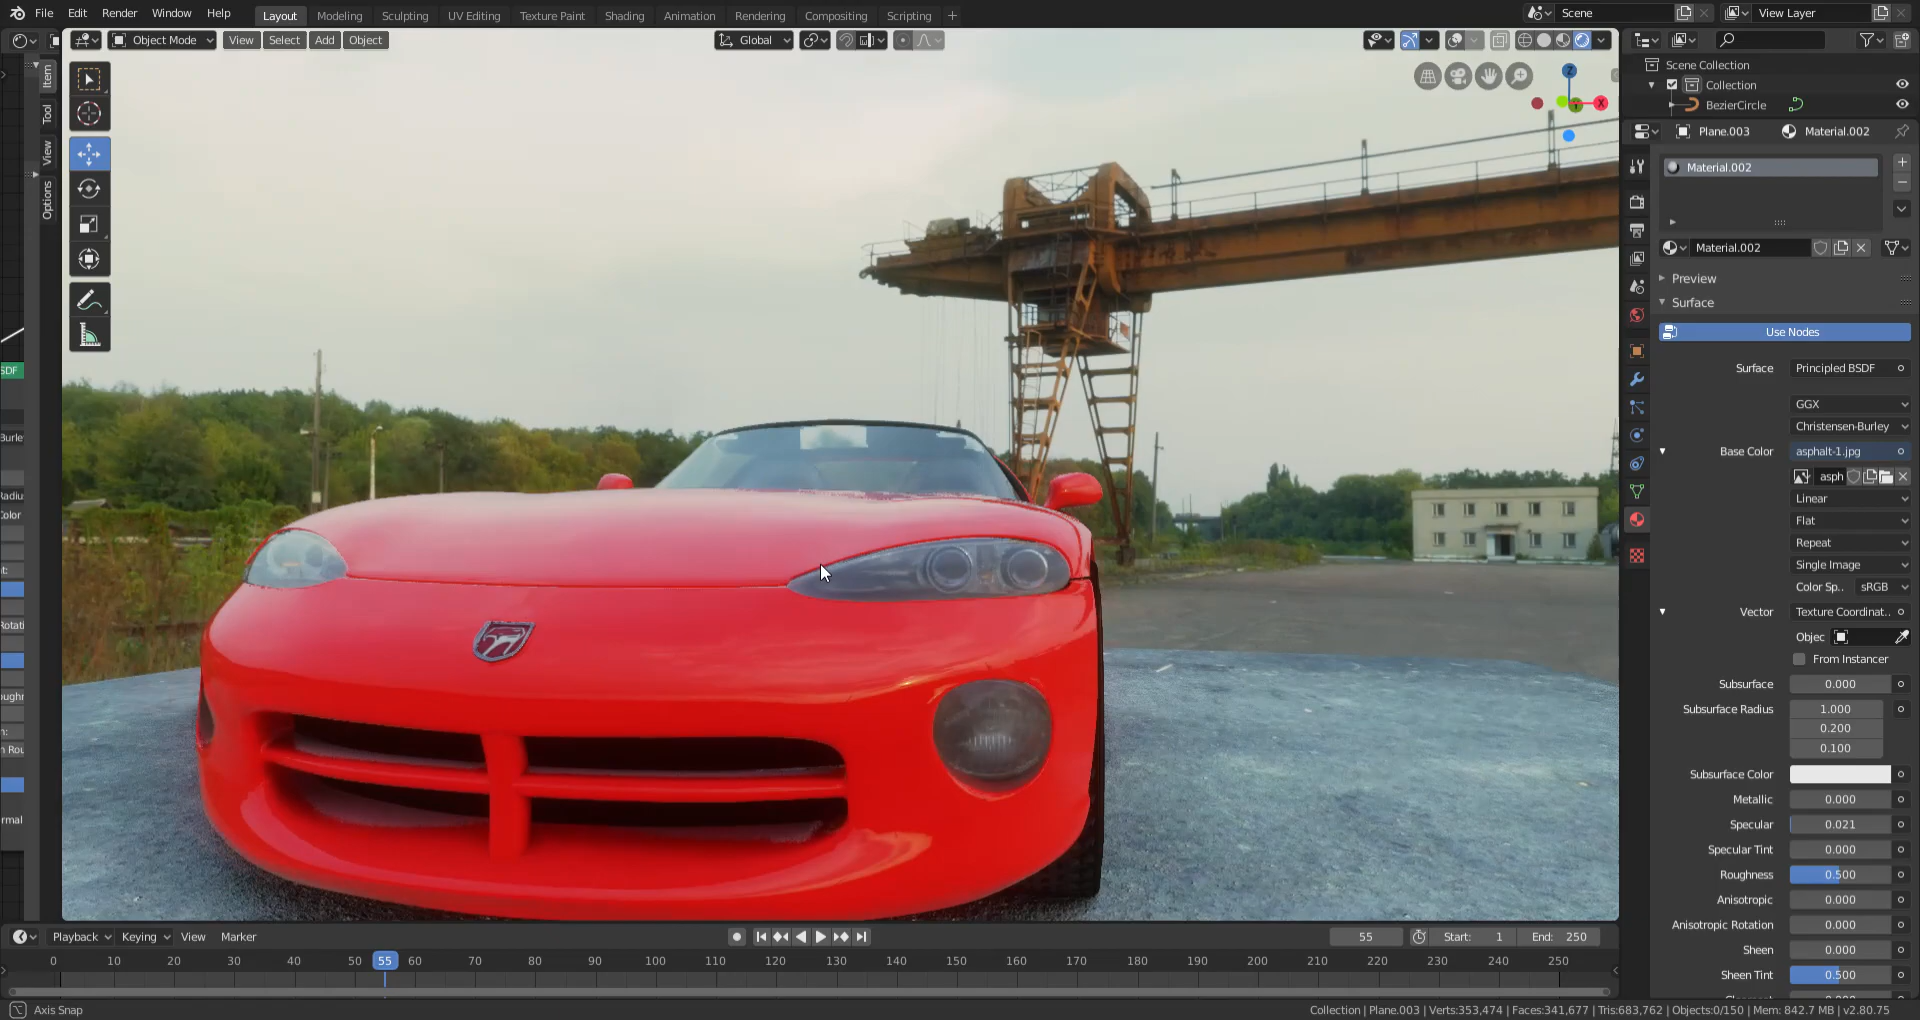 File Edit Render Window Help
Layout Modeling Sculpting UV Editing Texture Paint Shading Animation Rendering Compositing Scripting +
Scene
View Layer
Object Mode View Select Add Object
Global
Item
Tool
View
Options
Z
X
Scene Collection
Collection
BezierCircle
Plane.003 Material.002
Material.002
Material.002
Preview
Surface
Use Nodes
Surface Principled BSDF
GGX
Christensen-Burley
Base Color asphalt-1.jpg
asph
Linear
Flat
Repeat
Single Image
Color Sp.. sRGB
Vector Texture Coordinat..
Objec
From Instancer
Subsurface 0.000
Subsurface Radius 1.000
0.200
0.100
Subsurface Color
Metallic 0.000
Specular 0.021
Specular Tint 0.000
Roughness 0.500
Anisotropic 0.000
Anisotropic Rotation 0.000
Sheen 0.000
Sheen Tint 0.500
SDF
Burley
Radius
Color
t:
Rotati
oughn
n:
n Rou
rmal
Playback Keying View Marker
55 Start: 1 End: 250
0 10 20 30 40 50 55 60 70 80 90 100 110 120 130 140 150 160 170 180 190 200 210 220 230 240 250
Axis Snap
Collection | Plane.003 | Verts:353,474 | Faces:341,677 | Tris:683,762 | Objects:0/150 | Mem: 842.7 MB | v2.80.75